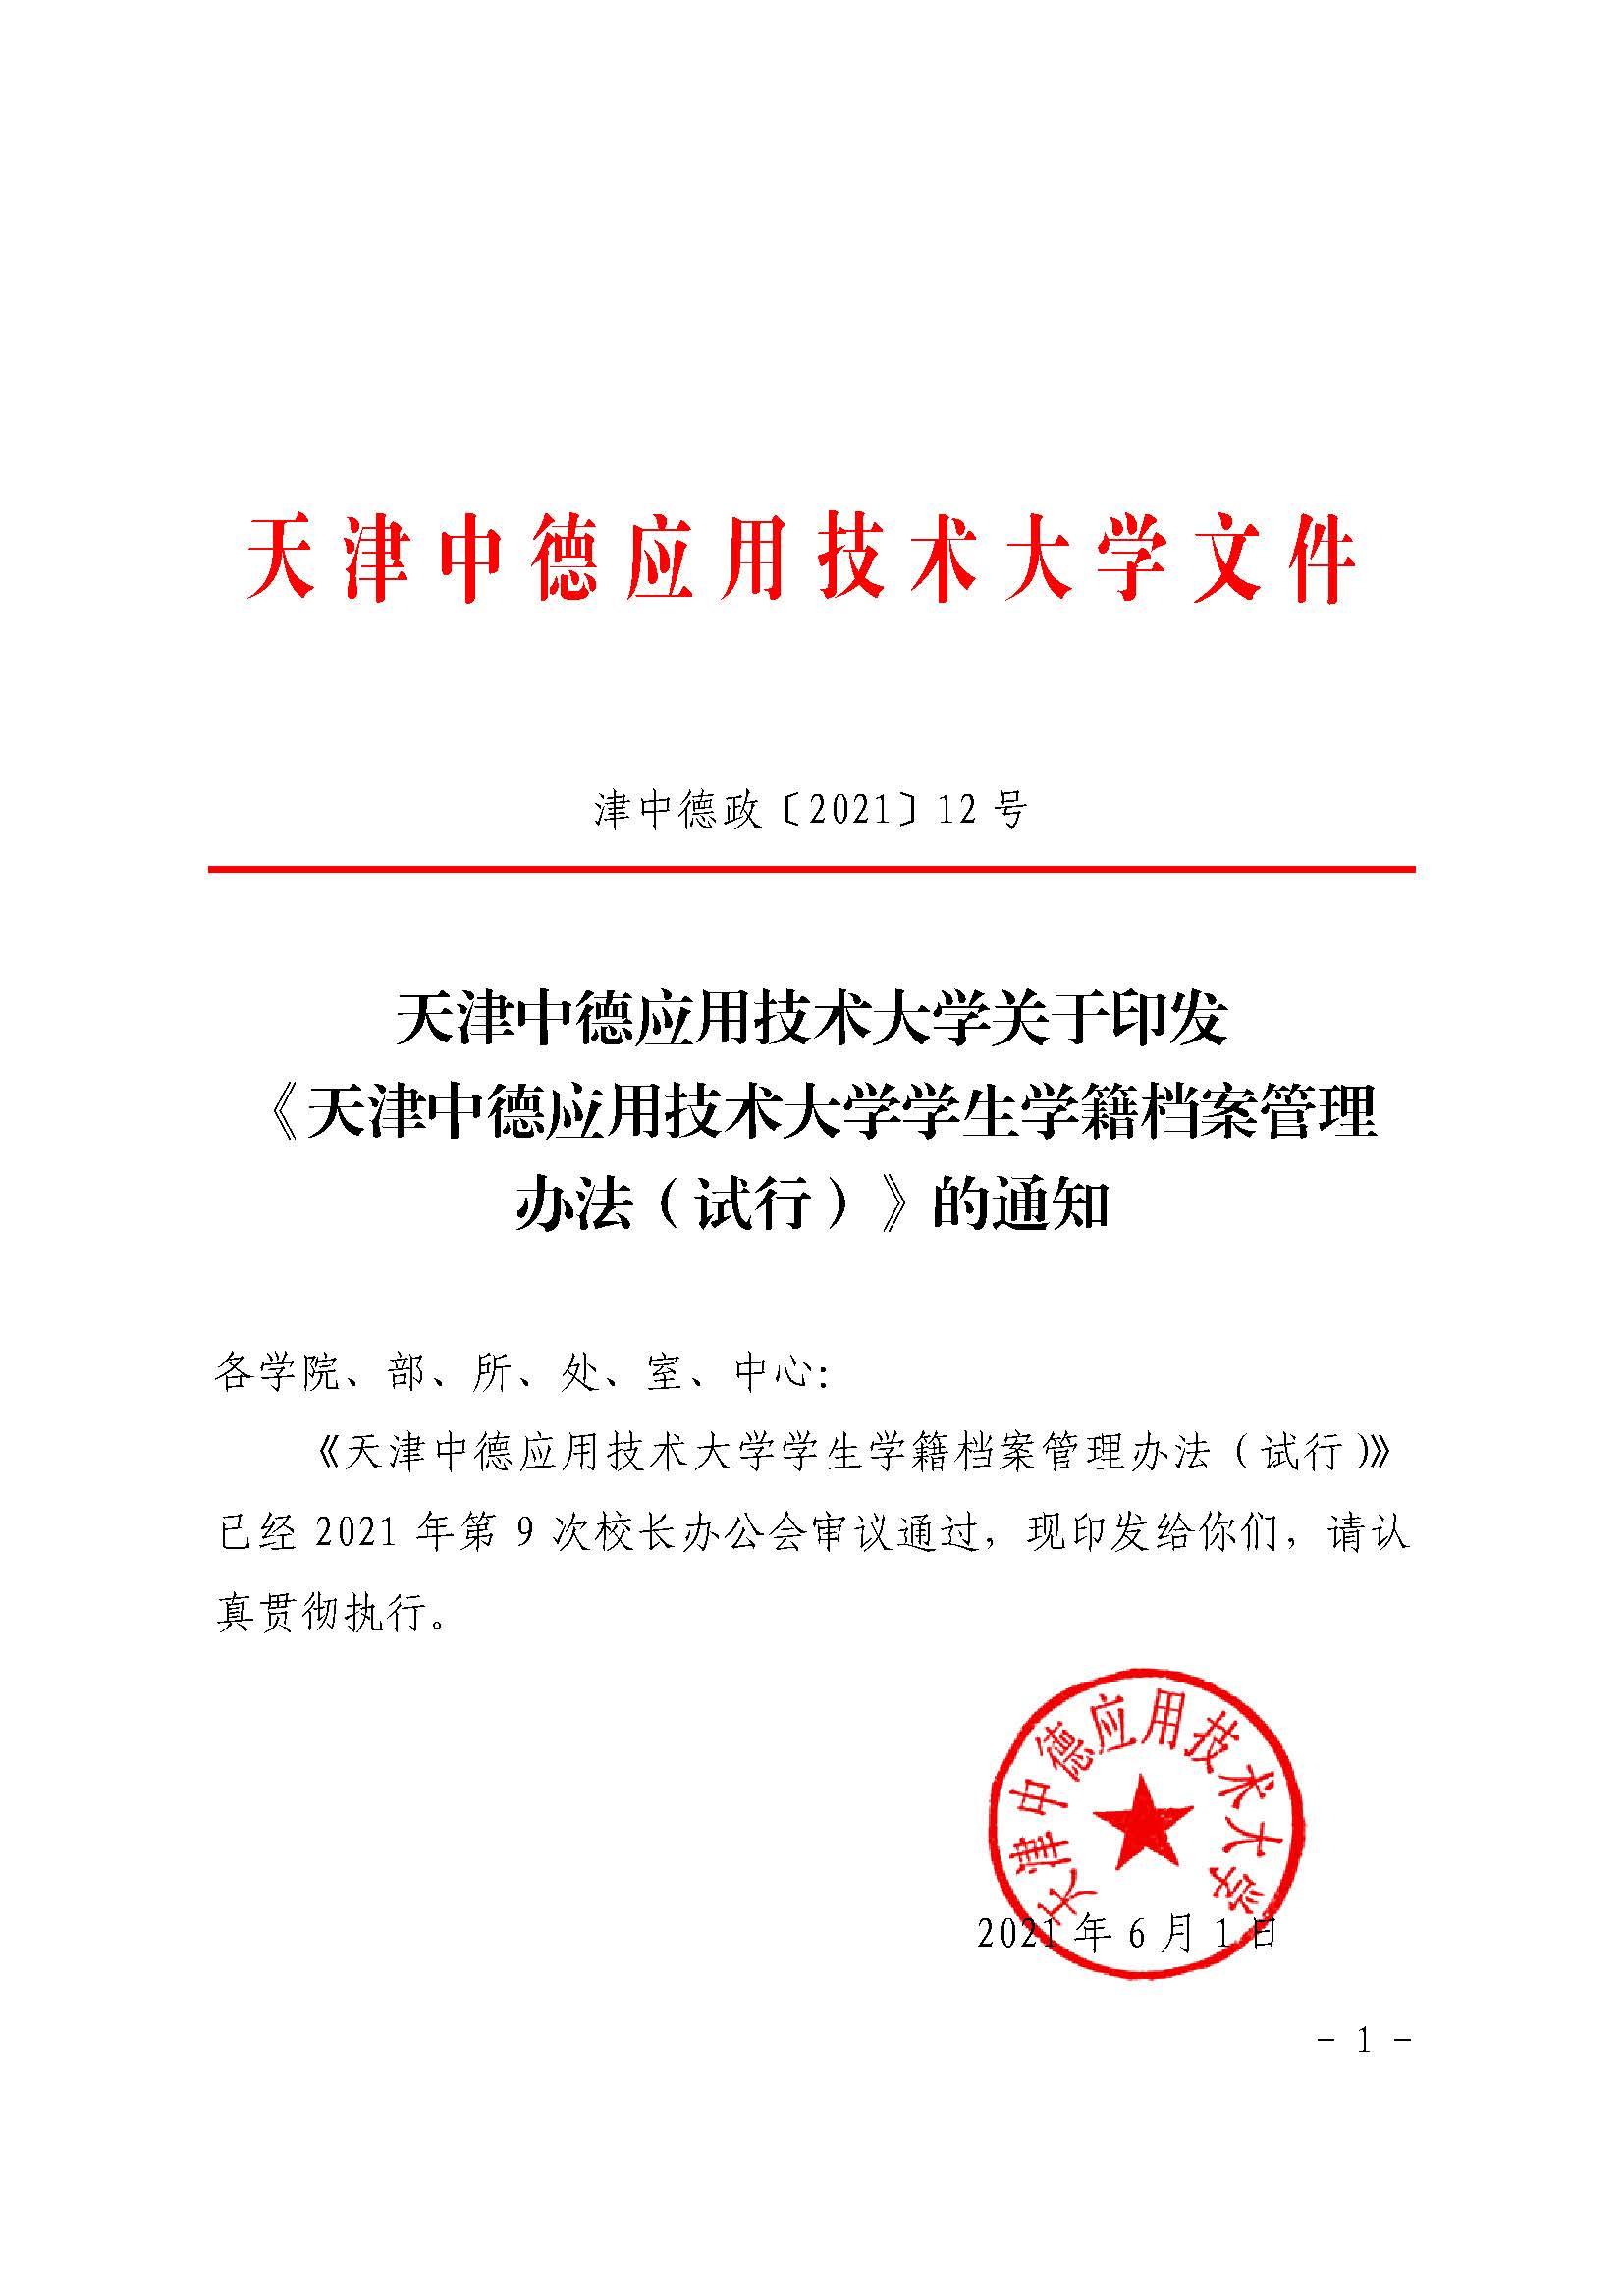 天津中德应用技术大学文件
津中德政〔2021〕12 号
天津中德应用技术大学关于印发
《天津中德应用技术大学学生学籍档案管理
办法（试行）》的通知
各学院、部、所、处、室、中心：
《天津中德应用技术大学学生学籍档案管理办法（试行）》
已经 2021 年第 9 次校长办公会审议通过，现印发给你们，请认
真贯彻执行。
天津中德应用技术大学
2021 年 6 月 1 日
- 1 -